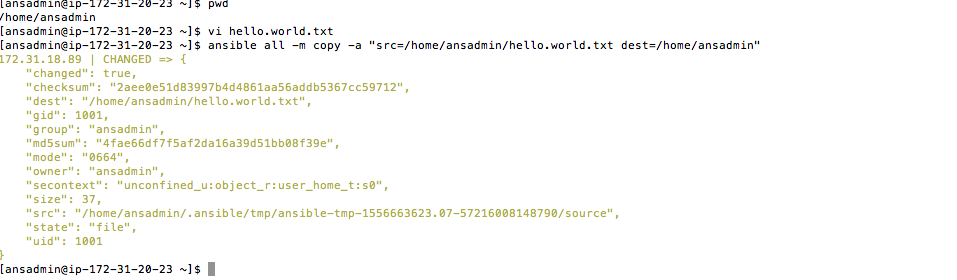 [ansadmin@ip-172-31-20-23 ~]$ pwd
/home/ansadmin
[ansadmin@ip-172-31-20-23 ~]$ vi hello.world.txt
[ansadmin@ip-172-31-20-23 ~]$ ansible all -m copy -a "src=/home/ansadmin/hello.world.txt dest=/home/ansadmin"
172.31.18.89 | CHANGED => {
    "changed": true,
    "checksum": "2aee0e51d83997b4d4861aa56addb5367cc59712",
    "dest": "/home/ansadmin/hello.world.txt",
    "gid": 1001,
    "group": "ansadmin",
    "md5sum": "4fae66df7f5af2da16a39d51bb08f39e",
    "mode": "0664",
    "owner": "ansadmin",
    "secontext": "unconfined_u:object_r:user_home_t:s0",
    "size": 37,
    "src": "/home/ansadmin/.ansible/tmp/ansible-tmp-1556663623.07-57216008148790/source",
    "state": "file",
    "uid": 1001
}
[ansadmin@ip-172-31-20-23 ~]$